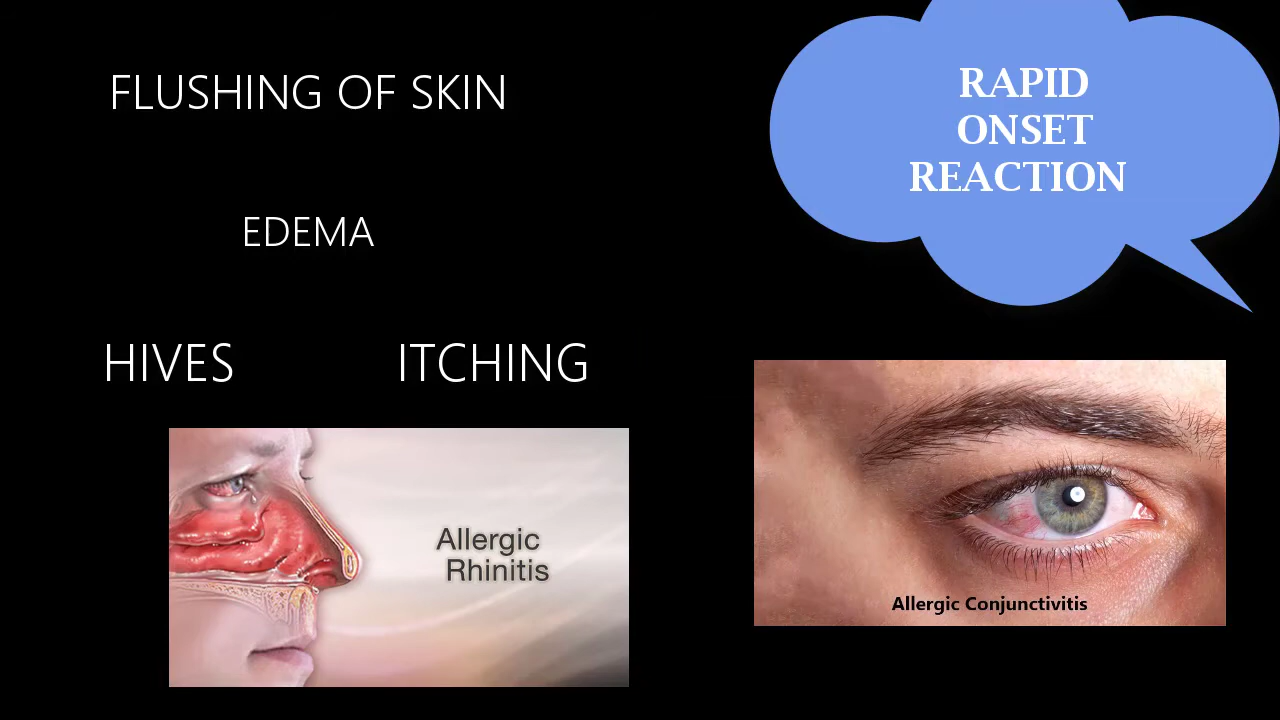 FLUSHING OF SKIN
RAPID
ONSET
REACTION
EDEMA
HIVES
ITCHING
Allergic
Rhinitis
Allergic Conjunctivitis